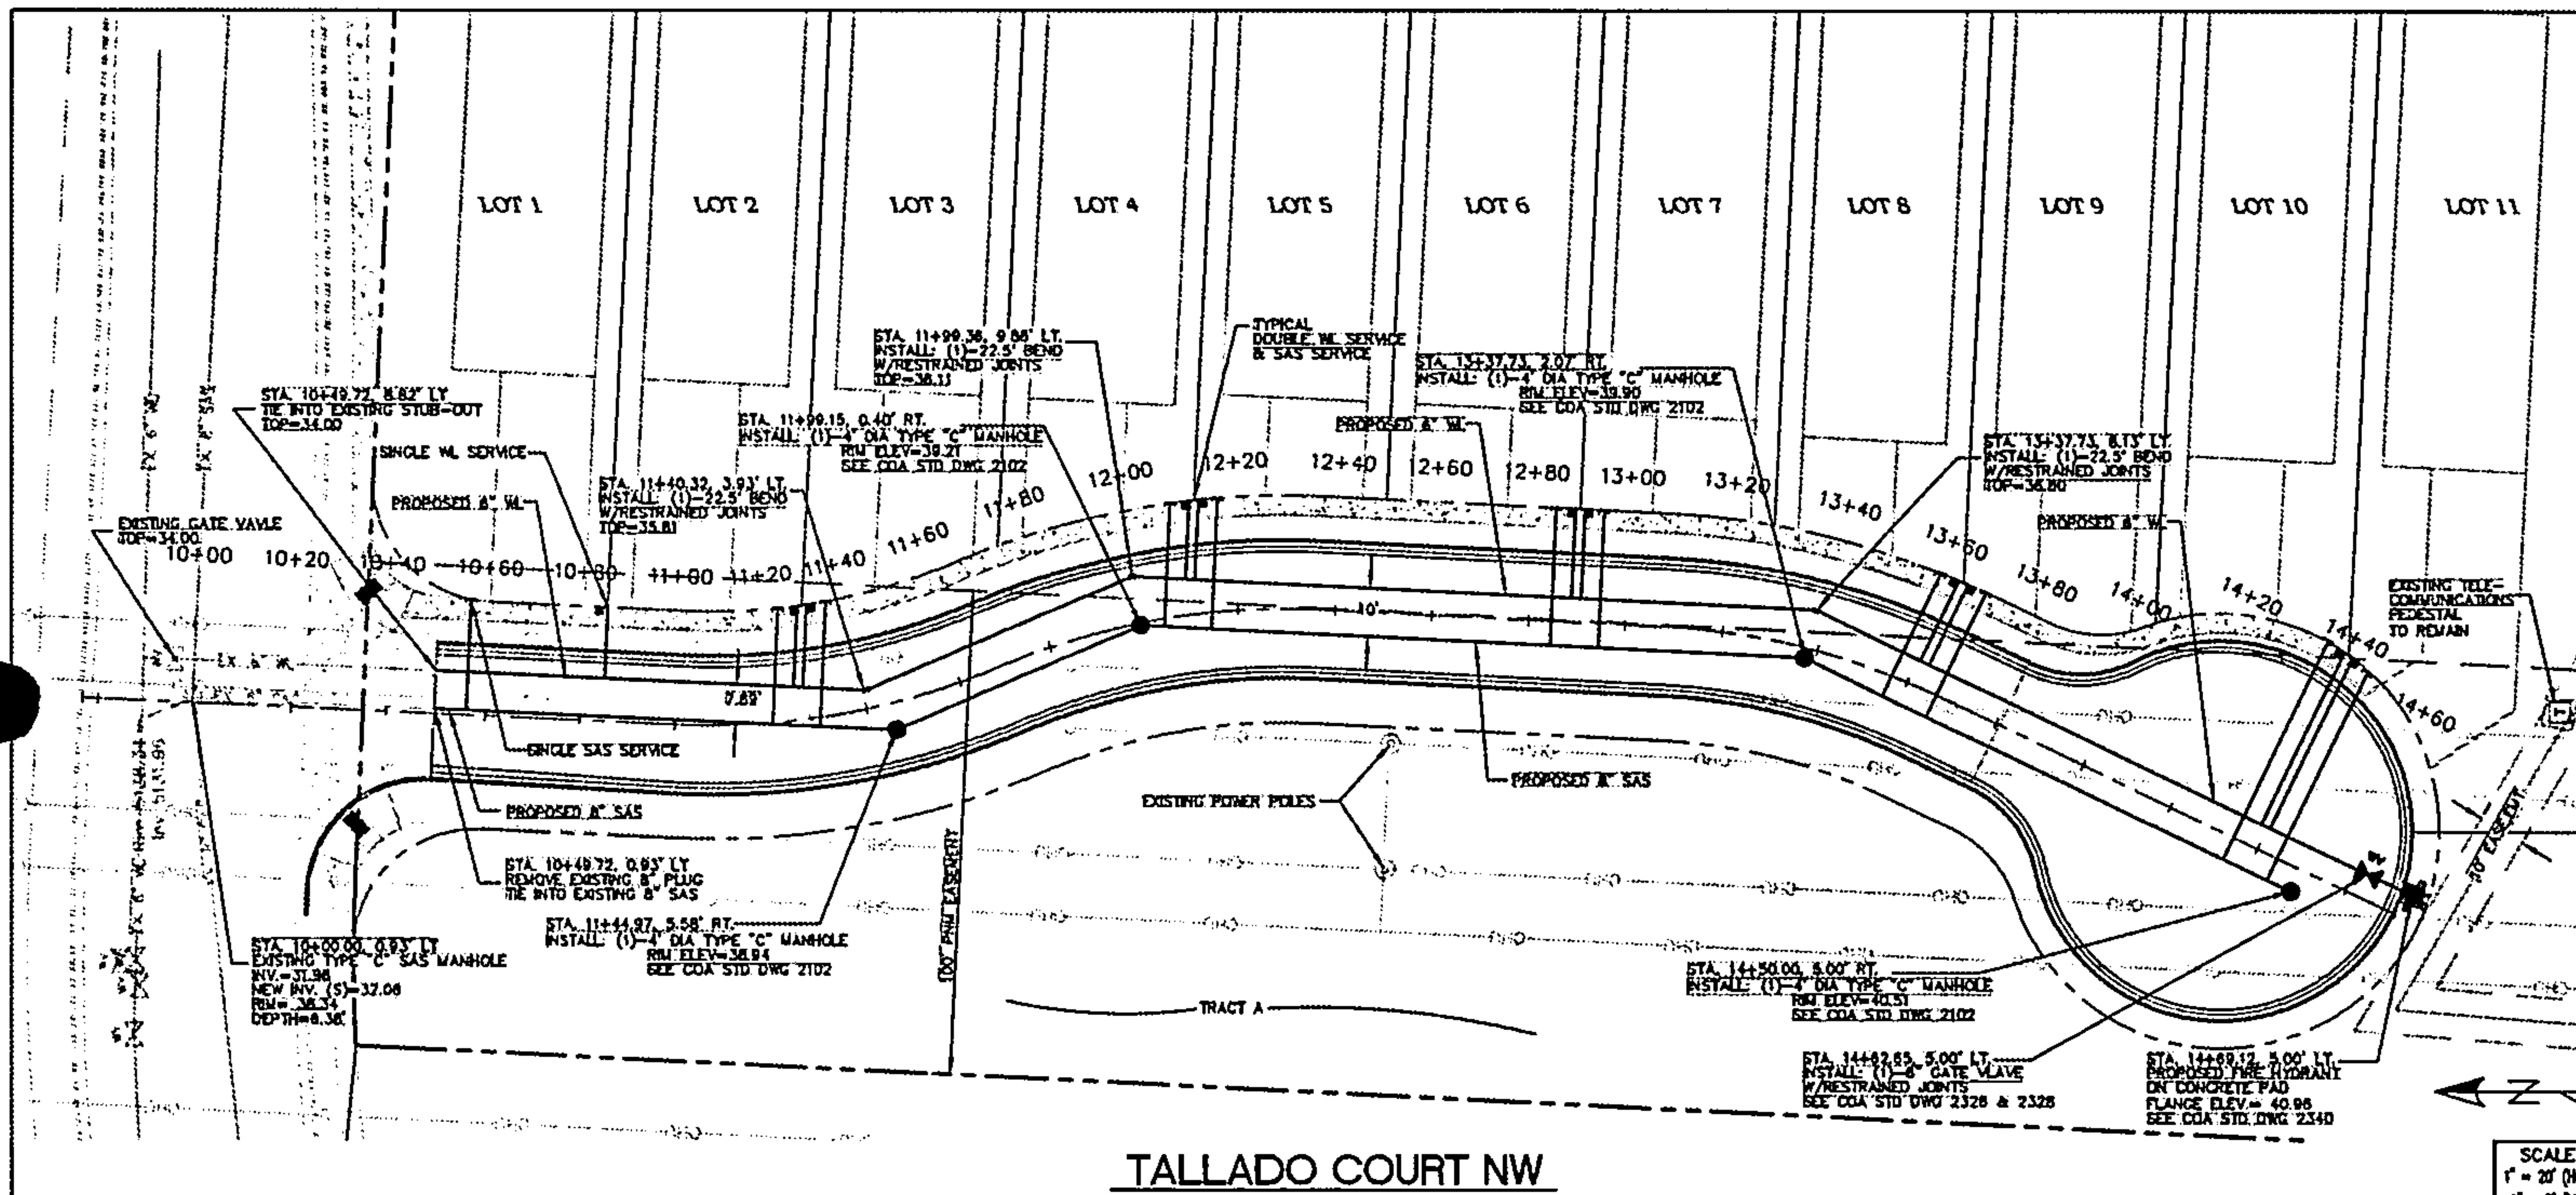 LOT 1
LOT 2
LOT 3
LOT 4
LOT 5
LOT 6
LOT 7
LOT 8
LOT 9
LOT 10
LOT 11
STA. 10+49.72, 8.82' LT
TIE INTO EXISTING STUB-OUT
TOP=34.00
SINGLE WL SERVICE
PROPOSED 8" WL
EXISTING GATE VAVLE
TOP=34.00
STA. 11+40.32, 3.93' LT
INSTALL: (1)-22.5° BEND
W/RESTRAINED JOINTS
TOP=35.81
STA. 11+99.15, 0.40' RT.
INSTALL: (1)-4' DIA TYPE "C" MANHOLE
RIM ELEV=39.21
SEE COA STD DWG 2102
STA. 11+99.36, 9.86' LT.
INSTALL: (1)-22.5° BEND
W/RESTRAINED JOINTS
TOP=36.11
TYPICAL
DOUBLE WL SERVICE
& SAS SERVICE
STA. 13+37.73, 2.07' RT.
INSTALL: (1)-4' DIA TYPE "C" MANHOLE
RIM ELEV=39.90
SEE COA STD DWG 2102
PROPOSED 8" WL
STA. 13+37.73, 8.13' LT.
INSTALL: (1)-22.5° BEND
W/RESTRAINED JOINTS
TOP=36.80
PROPOSED 8" WL
EXISTING TELE-
COMMUNICATIONS
PEDESTAL
TO REMAIN
10+00
10+20
10+40
10+60
10+80
11+00
11+20
11+40
11+60
11+80
12+00
12+20
12+40
12+60
12+80
13+00
13+20
13+40
13+60
13+80
14+00
14+20
14+40
14+60
10'
SINGLE SAS SERVICE
PROPOSED 8" SAS
PROPOSED 8" SAS
EXISTING POWER POLES
STA. 10+49.72, 0.93' LT
REMOVE EXISTING 8" PLUG
TIE INTO EXISTING 8" SAS
STA. 11+44.97, 5.58' RT.
INSTALL: (1)-4' DIA TYPE "C" MANHOLE
RIM ELEV=38.94
SEE COA STD DWG 2102
STA. 10+00.00, 0.93' LT
EXISTING TYPE "C" SAS MANHOLE
INV.=31.98
NEW INV. (S)=32.08
RIM= 38.34
DEPTH=6.36'
100' PNM EASEMENT
TRACT A
30' EASEMENT
STA. 14+50.00, 5.00' RT.
INSTALL: (1)-4' DIA TYPE "C" MANHOLE
RIM ELEV=40.51
SEE COA STD DWG 2102
STA. 14+62.65, 5.00' LT.
INSTALL: (1)-6" GATE VLAVE
W/RESTRAINED JOINTS
SEE COA STD DWG 2326 & 2328
STA. 14+69.12, 5.00' LT.
PROPOSED FIRE HYDRANT
ON CONCRETE PAD
FLANGE ELEV.= 40.96
SEE COA STD DWG 2340
TALLADO COURT NW
SCALE
1" = 20'